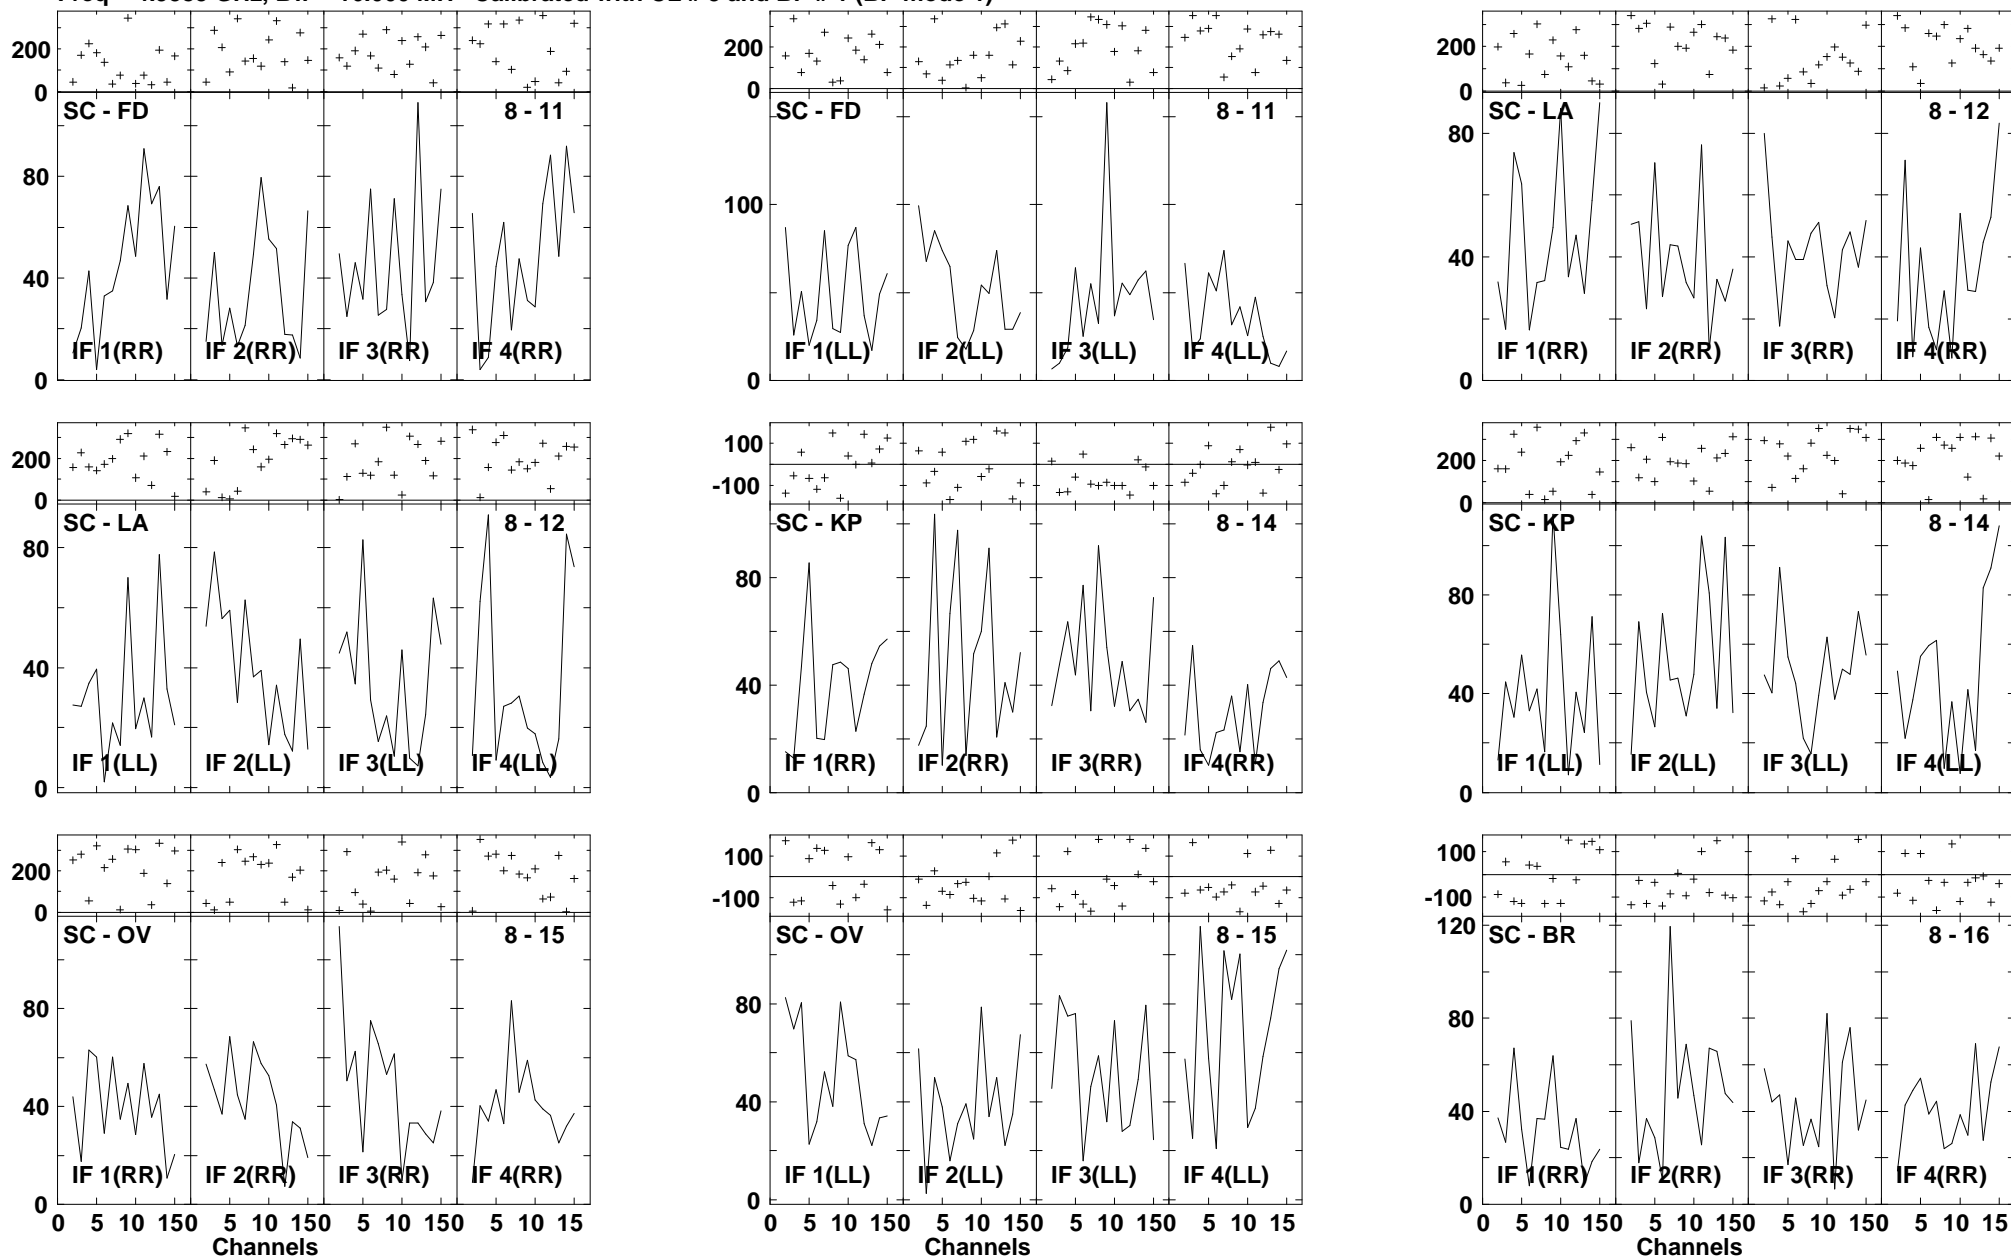 200
0
SC - FD
8 - 11
80
40
0
IF 1(RR)
IF 2(RR)
IF 3(RR)
IF 4(RR)
200
0
SC - FD
8 - 11
100
0
IF 1(LL)
IF 2(LL)
IF 3(LL)
IF 4(LL)
200
0
SC - LA
8 - 12
80
40
0
IF 1(RR)
IF 2(RR)
IF 3(RR)
IF 4(RR)
200
0
SC - LA
8 - 12
80
40
0
IF 1(LL)
IF 2(LL)
IF 3(LL)
IF 4(LL)
100
-100
SC - KP
8 - 14
80
40
0
IF 1(RR)
IF 2(RR)
IF 3(RR)
IF 4(RR)
200
0
SC - KP
8 - 14
80
40
0
IF 1(LL)
IF 2(LL)
IF 3(LL)
IF 4(LL)
200
0
SC - OV
8 - 15
80
40
0
IF 1(RR)
IF 2(RR)
IF 3(RR)
IF 4(RR)
0 5 10 150 5 10 150 5 10 150 5 10 15
Channels
100
-100
SC - OV
8 - 15
80
40
0
IF 1(LL)
IF 2(LL)
IF 3(LL)
IF 4(LL)
0 5 10 150 5 10 150 5 10 150 5 10 15
Channels
100
-100
SC - BR
8 - 16
120
80
40
0
IF 1(RR)
IF 2(RR)
IF 3(RR)
IF 4(RR)
0 5 10 150 5 10 150 5 10 150 5 10 15
Channels